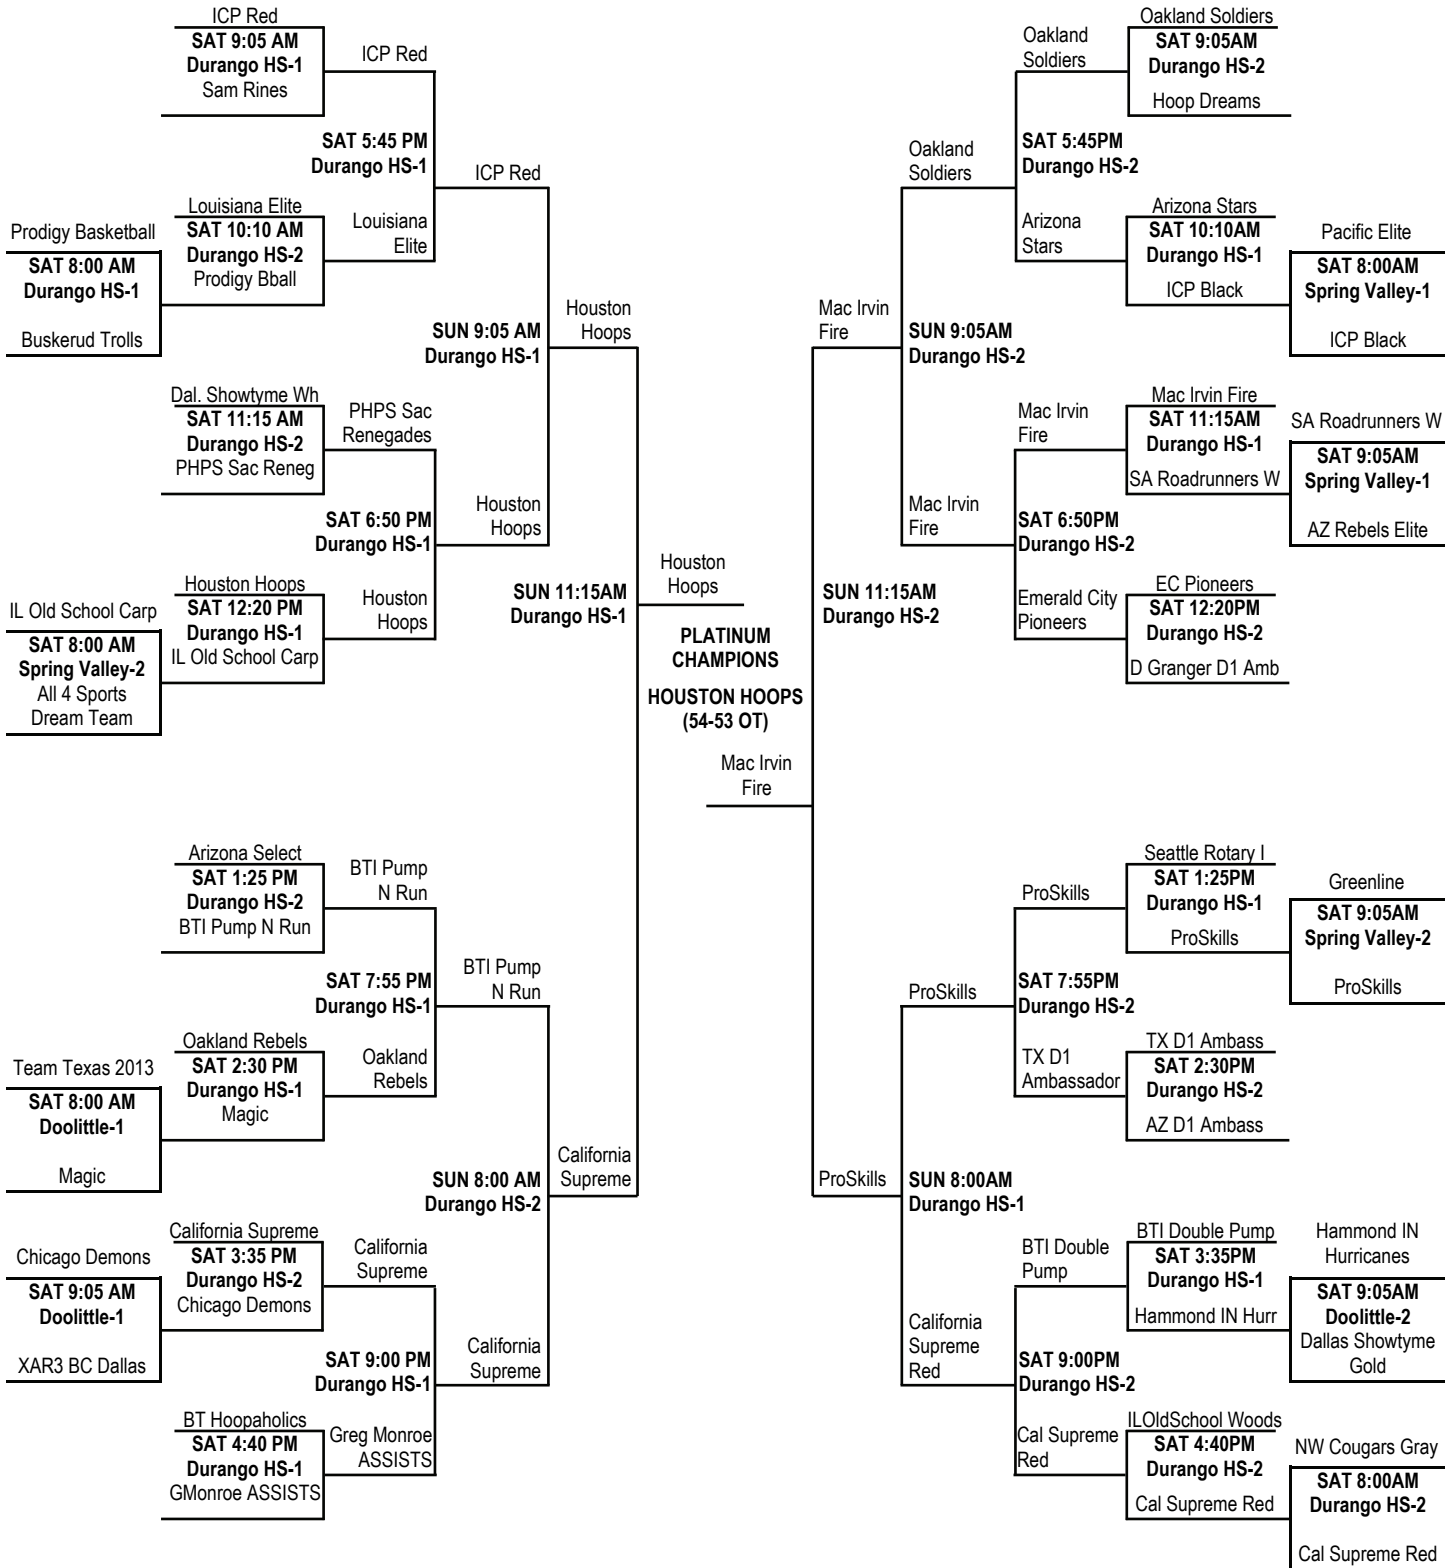 ICP Red
SAT 9:05 AM
Durango HS-1
Sam Rines
ICP Red
SAT 5:45 PM
Durango HS-1
ICP Red
Louisiana Elite
SAT 10:10 AM
Durango HS-2
Prodigy Bball
Louisiana
Elite
Prodigy Basketball
SAT 8:00 AM
Durango HS-1
Buskerud Trolls
SUN 9:05 AM
Durango HS-1
Houston
Hoops
Dal. Showtyme Wh
SAT 11:15 AM
Durango HS-2
PHPS Sac Reneg
PHPS Sac
Renegades
SAT 6:50 PM
Durango HS-1
Houston
Hoops
Houston Hoops
SAT 12:20 PM
Durango HS-1
IL Old School Carp
Houston
Hoops
IL Old School Carp
SAT 8:00 AM
Spring Valley-2
All 4 Sports
Dream Team
SUN 11:15AM
Durango HS-1
Houston
Hoops
PLATINUM
CHAMPIONS
HOUSTON HOOPS
(54-53 OT)
Mac Irvin
Fire
Arizona Select
SAT 1:25 PM
Durango HS-2
BTI Pump N Run
BTI Pump
N Run
SAT 7:55 PM
Durango HS-1
BTI Pump
N Run
Oakland Rebels
SAT 2:30 PM
Durango HS-1
Magic
Oakland
Rebels
Team Texas 2013
SAT 8:00 AM
Doolittle-1
Magic
SUN 8:00 AM
Durango HS-2
California
Supreme
California Supreme
SAT 3:35 PM
Durango HS-2
Chicago Demons
California
Supreme
Chicago Demons
SAT 9:05 AM
Doolittle-1
XAR3 BC Dallas
SAT 9:00 PM
Durango HS-1
California
Supreme
BT Hoopaholics
SAT 4:40 PM
Durango HS-1
GMonroe ASSISTS
Greg Monroe
ASSISTS
Oakland Soldiers
SAT 9:05AM
Durango HS-2
Hoop Dreams
Oakland
Soldiers
SAT 5:45PM
Durango HS-2
Oakland
Soldiers
Arizona Stars
SAT 10:10AM
Durango HS-1
ICP Black
Arizona
Stars
Pacific Elite
SAT 8:00AM
Spring Valley-1
ICP Black
Mac Irvin
Fire
SUN 9:05AM
Durango HS-2
Mac Irvin Fire
SAT 11:15AM
Durango HS-1
SA Roadrunners W
Mac Irvin
Fire
SA Roadrunners W
SAT 9:05AM
Spring Valley-1
AZ Rebels Elite
Mac Irvin
Fire
SAT 6:50PM
Durango HS-2
EC Pioneers
SAT 12:20PM
Durango HS-2
D Granger D1 Amb
Emerald City
Pioneers
SUN 11:15AM
Durango HS-2
Seattle Rotary I
SAT 1:25PM
Durango HS-1
ProSkills
ProSkills
Greenline
SAT 9:05AM
Spring Valley-2
ProSkills
ProSkills
SAT 7:55PM
Durango HS-2
TX D1 Ambass
SAT 2:30PM
Durango HS-2
AZ D1 Ambass
TX D1
Ambassador
ProSkills
SUN 8:00AM
Durango HS-1
BTI Double Pump
SAT 3:35PM
Durango HS-1
Hammond IN Hurr
BTI Double
Pump
Hammond IN
Hurricanes
SAT 9:05AM
Doolittle-2
Dallas Showtyme
Gold
California
Supreme
Red
SAT 9:00PM
Durango HS-2
ILOldSchool Woods
SAT 4:40PM
Durango HS-2
Cal Supreme Red
Cal Supreme
Red
NW Cougars Gray
SAT 8:00AM
Durango HS-2
Cal Supreme Red